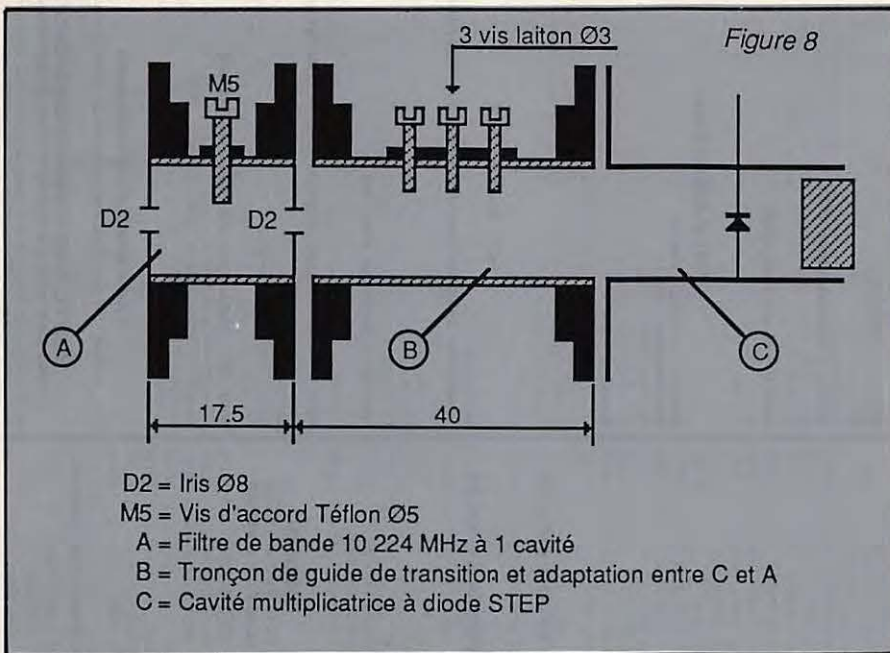 3 vis laiton Ø3
Figure 8
M5
D2
D2
A
B
C
17.5
40
D2 = Iris Ø8
M5 = Vis d'accord Téflon Ø5
A = Filtre de bande 10 224 MHz à 1 cavité
B = Tronçon de guide de transition et adaptation entre C et A
C = Cavité multiplicatrice à diode STEP